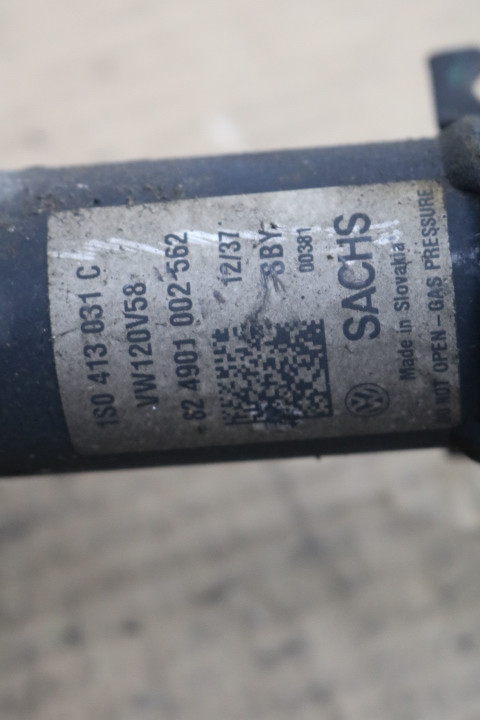 1S0 413 031 C
VW120V58
62 4901 002 562
12/37
8BY
00381
SACHS
Made in Slovakia
NOT OPEN-GAS PRESSURE